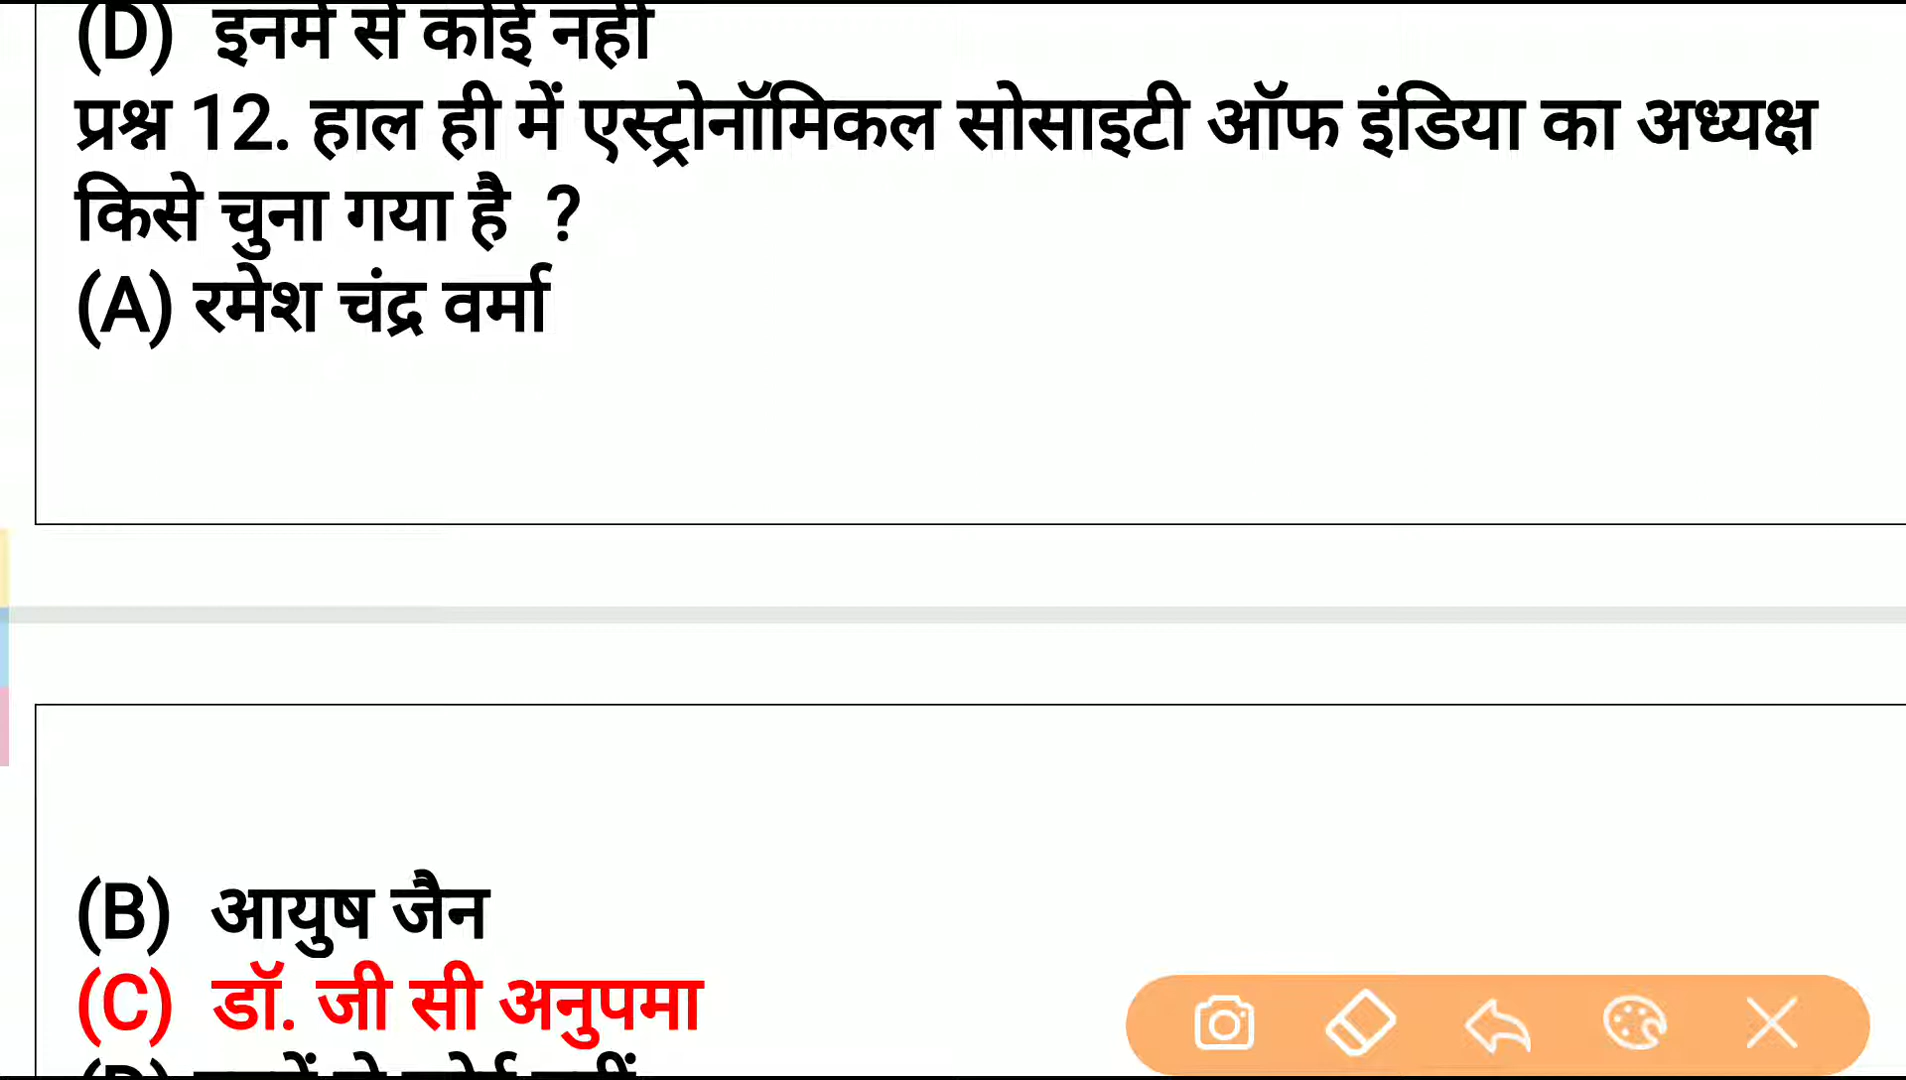 (D) इनमें से कोई नहीं
प्रश्न 12. हाल ही में एस्ट्रोनॉमिकल सोसाइटी ऑफ इंडिया का अध्यक्ष
किसे चुना गया है ?
(A) रमेश चंद्र वर्मा
(B) आयुष जैन
(C) डॉ. जी सी अनुपमा